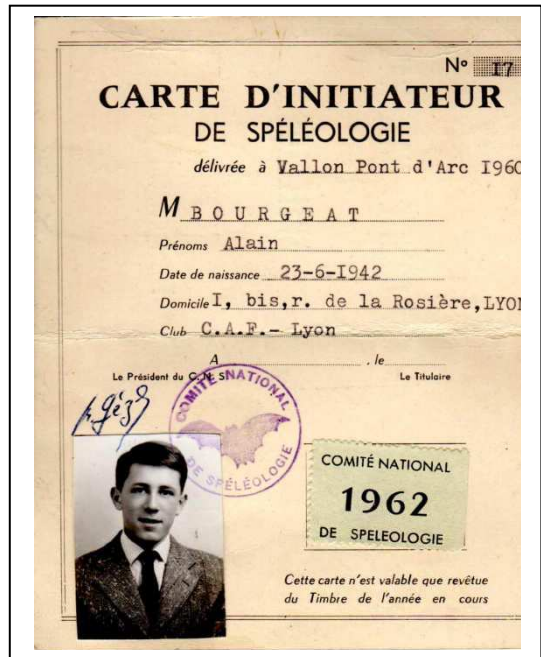 N° I7
CARTE D'INITIATEUR
DE SPÉLÉOLOGIE
délivrée à Vallon Pont d'Arc I960
M BOURGEAT
Prénoms Alain
Date de naissance 23-6-I942
Domicile I, bis,r. de la Rosière,LYO
Club C.A.F.- Lyon
A , le
Le Président du C.N.S. Le Titulaire
COMITÉ NATIONAL
DE SPÉLÉOLOGIE
COMITÉ NATIONAL
1962
DE SPELEOLOGIE
Cette carte n'est valable que revêtue
du Timbre de l'année en cours